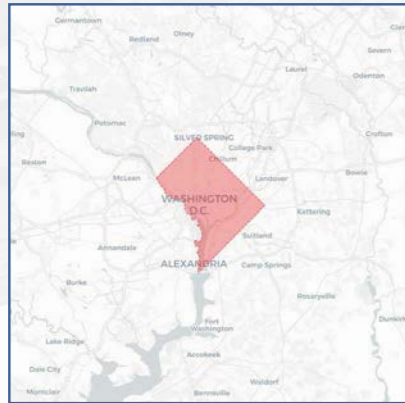 Germantown
Olney
Redland
Severn
Laurel
Odenton
Travilah
Potomac
Crofton
SILVER SPRING
College Park
Chillum
Reston
McLean
Landover
Bowie
WASHINGTON
D.C.
Kettering
Annandale
Suitland
ALEXANDRIA
Camp Springs
Burke
Rosaryville
Fort
Washington
Lake Ridge
Accokeek
Dale City
Waldorf
Montclair
Bensville